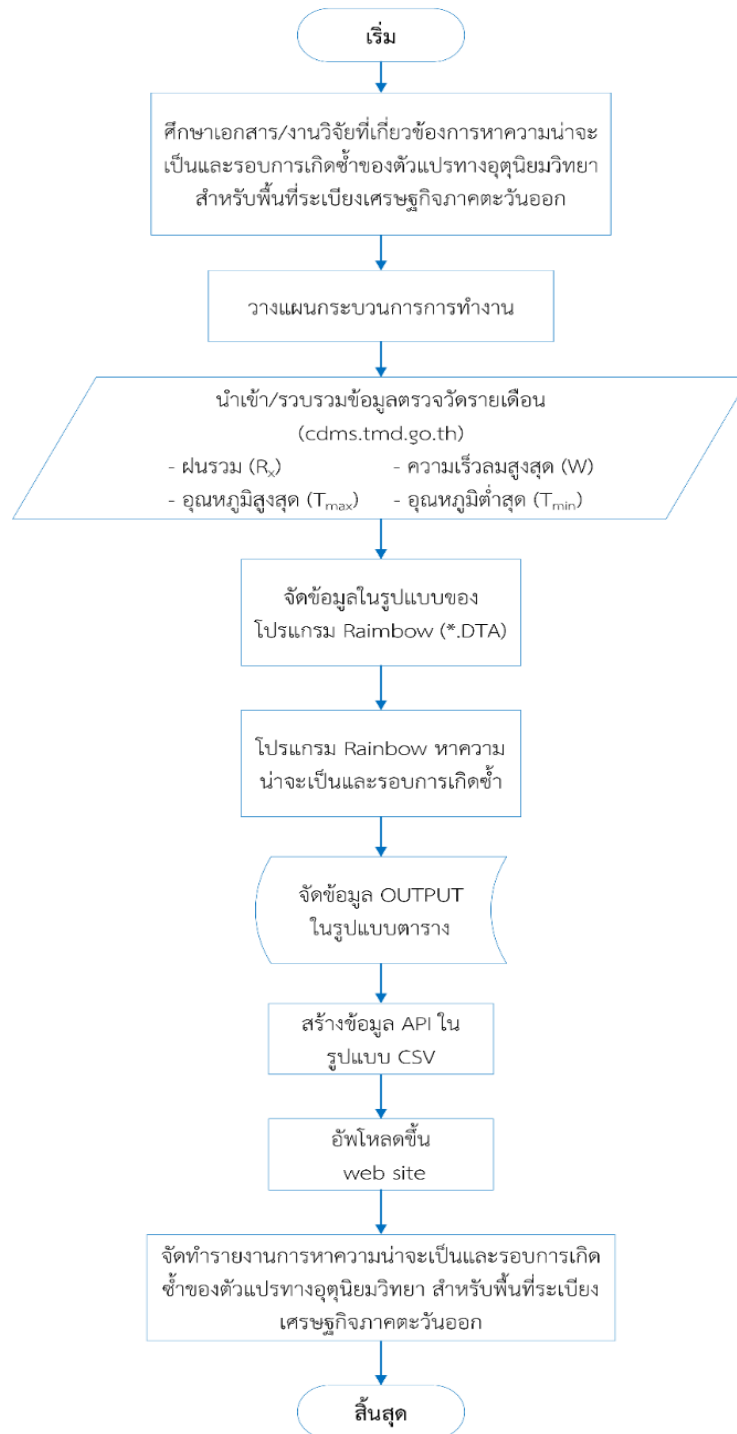 เริ่ม
ศึกษาเอกสาร/งานวิจัยที่เกี่ยวข้องการหาความน่าจะ
เป็นและรอบการเกิดซ้ำของตัวแปรทางอุตุนิยมวิทยา
สำหรับพื้นที่ระเบียงเศรษฐกิจภาคตะวันออก
วางแผนกระบวนการการทำงาน
นำเข้า/รวบรวมข้อมูลตรวจวัดรายเดือน
(cdms.tmd.go.th)
- ฝนรวม (Rₓ) - ความเร็วลมสูงสุด (W)
- อุณหภูมิสูงสุด (Tmax) - อุณหภูมิต่ำสุด (Tmin)
จัดข้อมูลในรูปแบบของ
โปรแกรม Raimbow (*.DTA)
โปรแกรม Rainbow หาความ
น่าจะเป็นและรอบการเกิดซ้ำ
จัดข้อมูล OUTPUT
ในรูปแบบตาราง
สร้างข้อมูล API ใน
รูปแบบ CSV
อัพโหลดขึ้น
web site
จัดทำรายงานการหาความน่าจะเป็นและรอบการเกิด
ซ้ำของตัวแปรทางอุตุนิยมวิทยา สำหรับพื้นที่ระเบียง
เศรษฐกิจภาคตะวันออก
สิ้นสุด